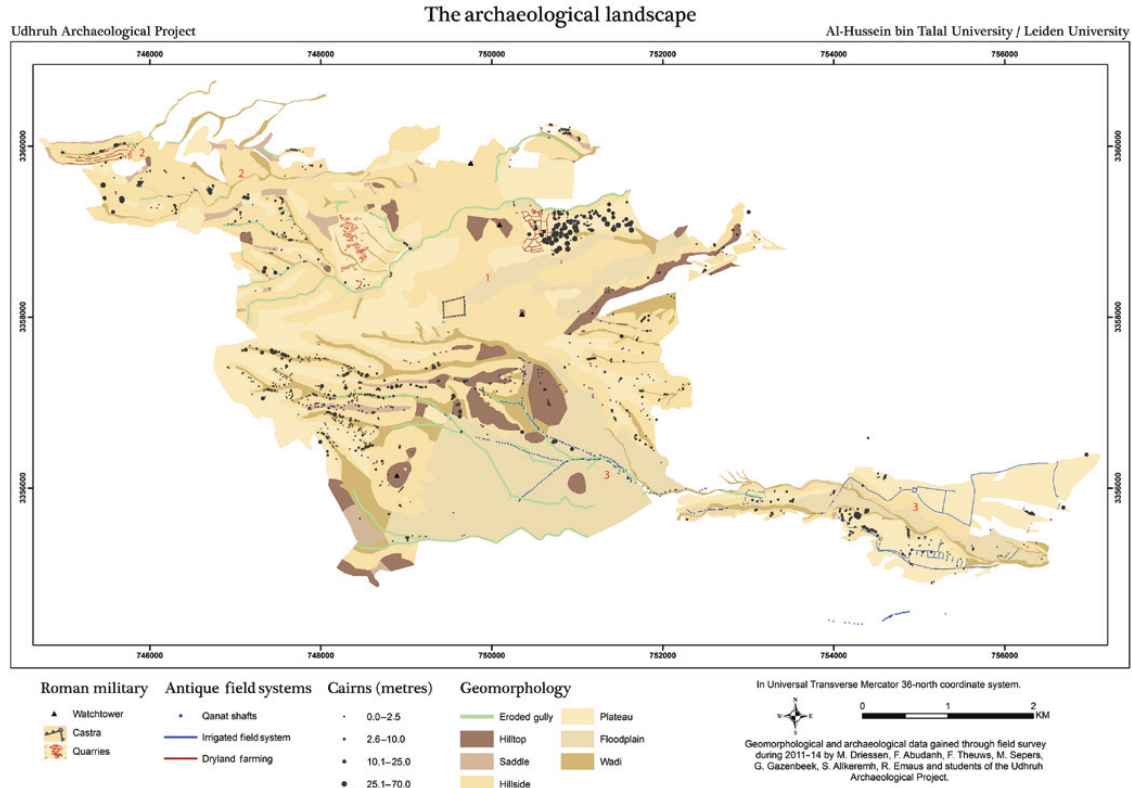 The archaeological landscape
Udhruh Archaeological Project
Al-Hussein bin Talal University / Leiden University
746000 748000 750000 752000 754000 756000
3360000 3360000
2
2
1
2
3358000 3358000
3
3
3356000 3356000
746000 748000 750000 752000 754000 756000
Roman military
Watchtower
Castra
Quarries
Antique field systems
Qanat shafts
Irrigated field system
Dryland farming
Cairns (metres)
0.0–2.5
2.6–10.0
10.1–25.0
25.1–70.0
Geomorphology
Eroded gully
Hilltop
Saddle
Hillside
Plateau
Floodplain
Wadi
In Universal Transverse Mercator 36-north coordinate system.
N
W E
S
0 1 2
KM
Geomorphological and archaeological data gained through field survey
during 2011–14 by M. Driessen, F. Abudanh, F. Theuws, M. Sepers,
G. Gazenbeek, S. Allkeremh, R. Emaus and students of the Udhruh
Archaeological Project.